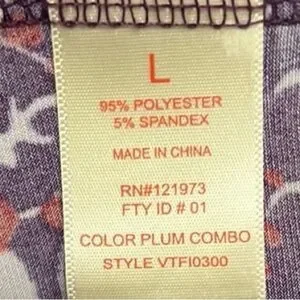 L
95% POLYESTER
5% SPANDEX
MADE IN CHINA
RN#121973
FTY ID # 01
COLOR PLUM COMBO
STYLE VTFI0300